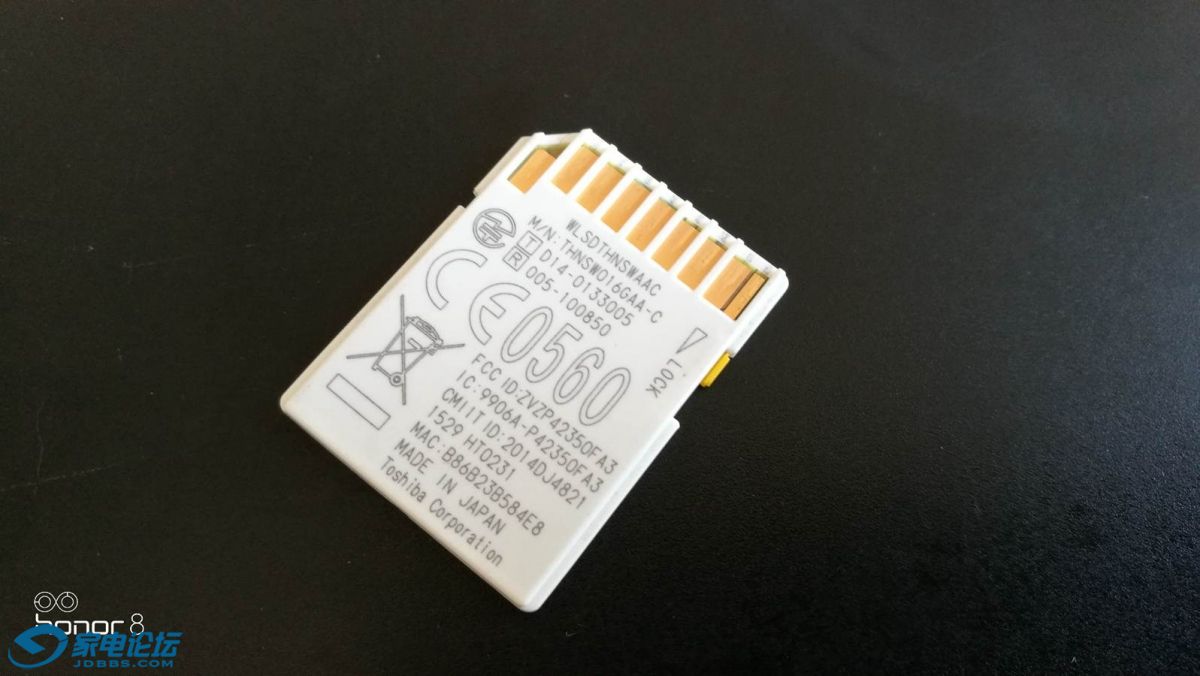 WLSDTHNSWAAC
M/N:THNSW016GAA-C
T D14-0133005
R 005-100850
CE0560
LOCK
FCC ID:ZVZP42350FA3
IC:9906A-P42350FA3
CMIIT ID:2014DJ4821
1529 HT0231
MAC:B86B23B584E8
MADE IN JAPAN
Toshiba Corporation
honor 8
家电论坛
JDBBS.COM